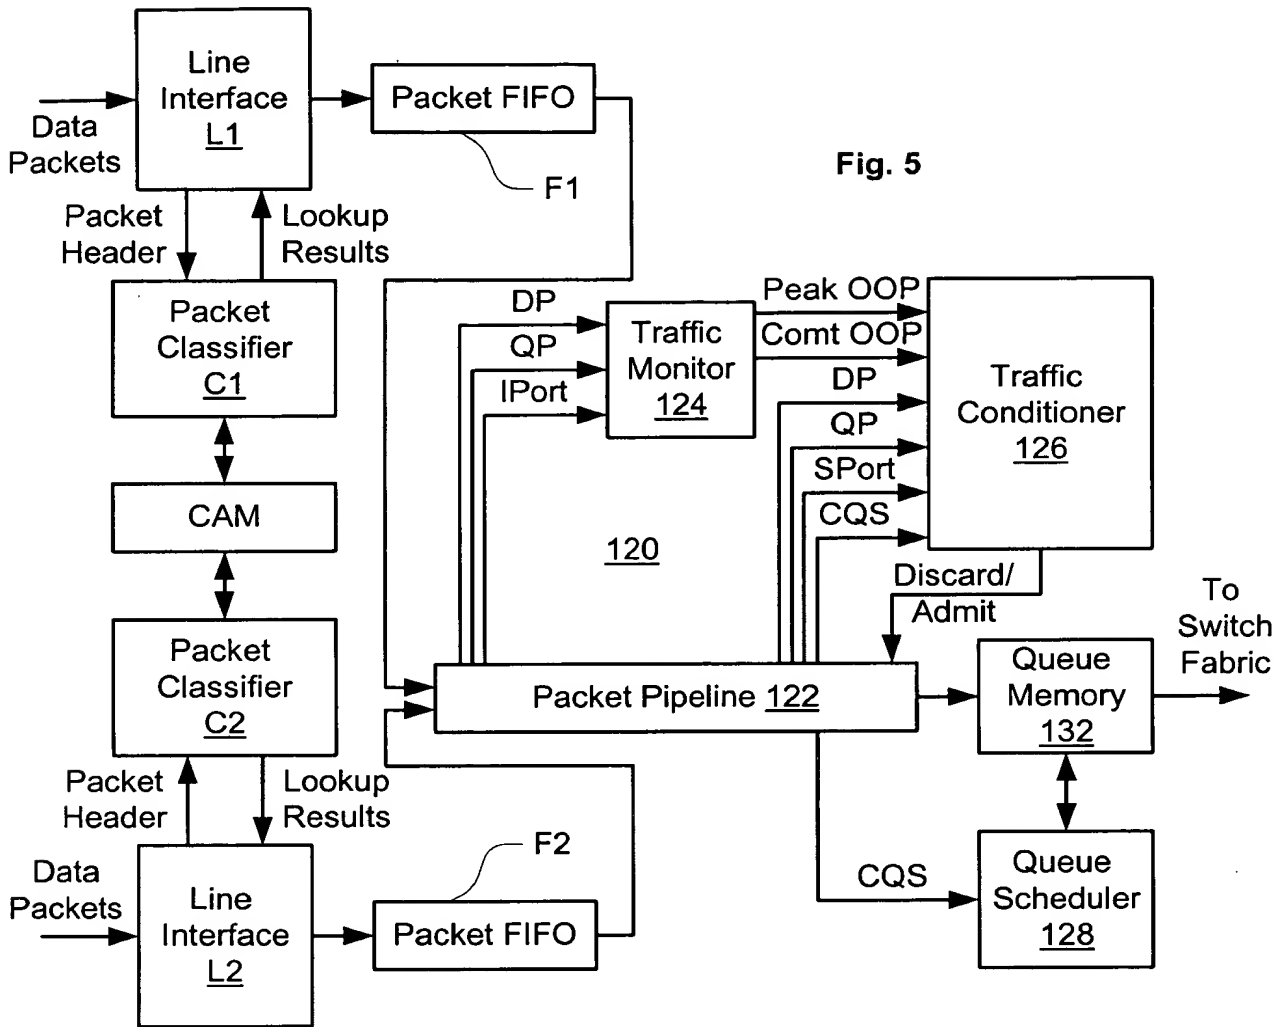 Line
Interface
L1
Data
Packets
Packet FIFO
F1
Fig. 5
Packet
Header
Lookup
Results
Packet
Classifier
C1
CAM
Packet
Classifier
C2
Packet
Header
Lookup
Results
Data
Packets
Line
Interface
L2
F2
Packet FIFO
DP
QP
IPort
Traffic
Monitor
124
Peak OOP
Comt OOP
DP
QP
SPort
CQS
Traffic
Conditioner
126
120
Discard/
Admit
Packet Pipeline 122
Queue
Memory
132
To
Switch
Fabric
CQS
Queue
Scheduler
128